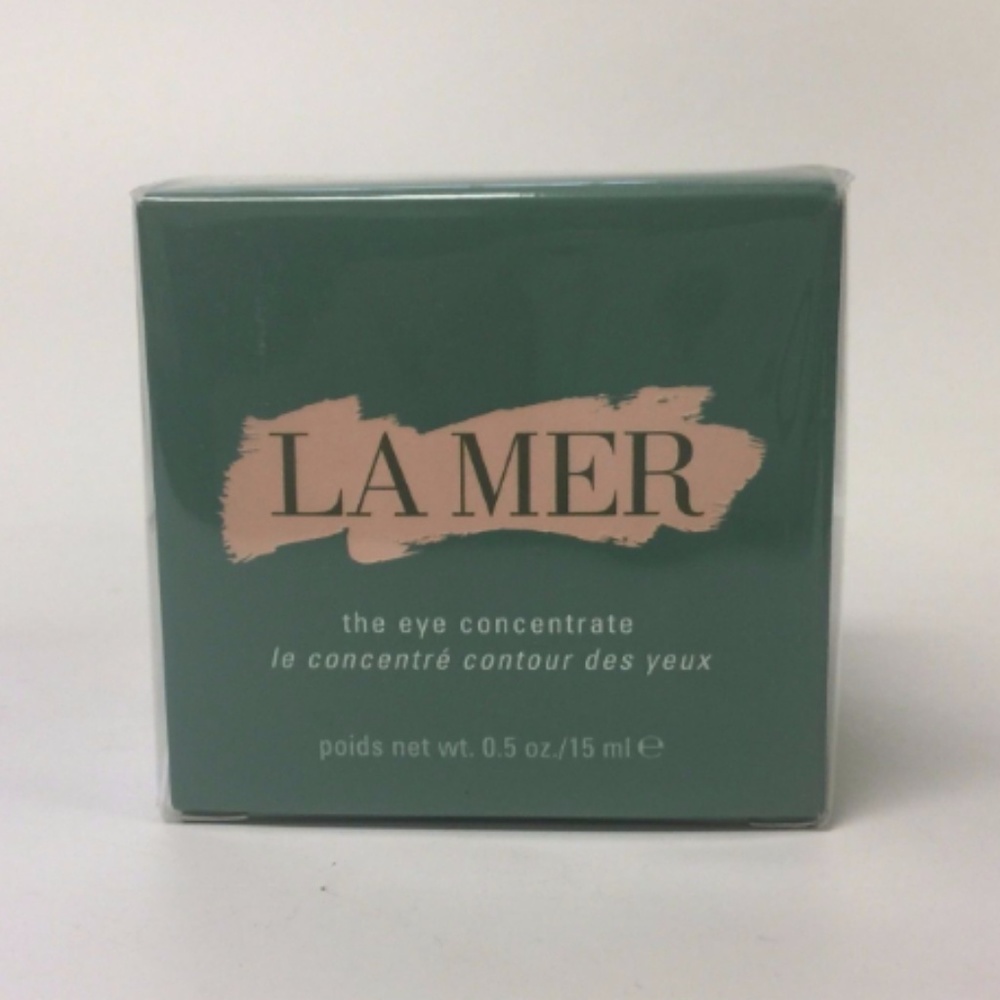 LA MER
the eye concentrate
le concentré contour des yeux
poids net wt. 0.5 oz./15 ml ℮